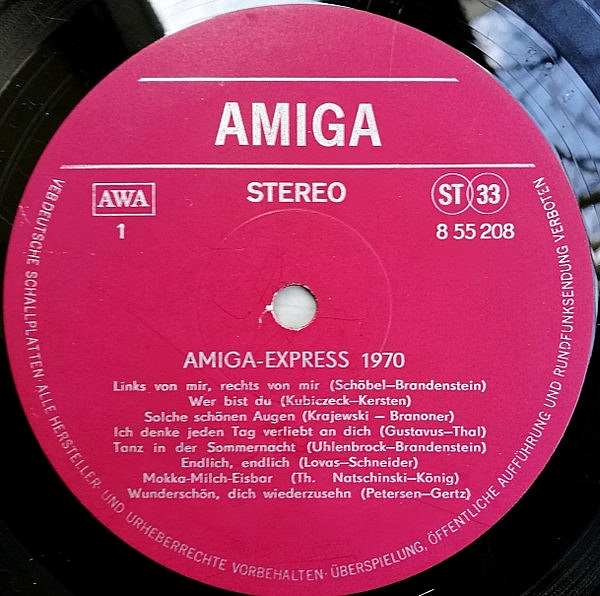 AMIGA
AWA
STEREO
ST 33
1
8 55 208
AMIGA-EXPRESS 1970
Links von mir, rechts von mir (Schöbel—Brandenstein)
Wer bist du (Kubiczeck—Kersten)
Solche schönen Augen (Krajewski – Branoner)
Ich denke jeden Tag verliebt an dich (Gustavus—Thal)
Tanz in der Sommernacht (Uhlenbrock—Brandenstein)
Endlich, endlich (Lovas—Schneider)
Mokka-Milch-Eisbar (Th. Natschinski-König)
Wunderschön, dich wiederzusehn (Petersen—Gertz)
VEB DEUTSCHE SCHALLPLATTEN ALLE HERSTELLER- UND URHEBERRECHTE VORBEHALTEN · ÜBERSPIELUNG, ÖFFENTLICHE AUFFÜHRUNG UND RUNDFUNKSENDUNG VERBOTEN